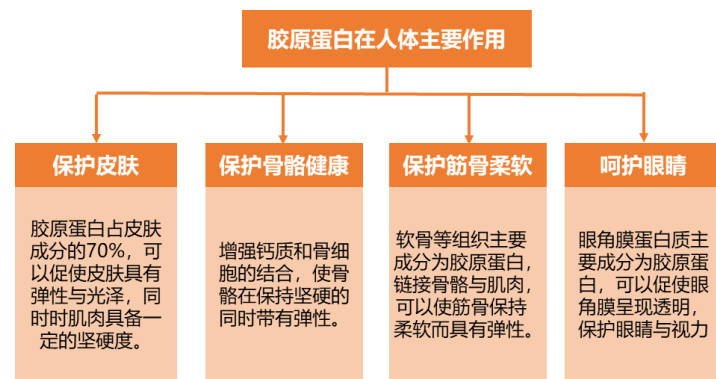 胶原蛋白在人体主要作用
保护皮肤
胶原蛋白占皮肤
成分的70%，可
以促使皮肤具有
弹性与光泽，同
时时肌肉具备一
定的坚硬度。
保护骨骼健康
增强钙质和骨细
胞的结合，使骨
骼在保持坚硬的
同时带有弹性。
保护筋骨柔软
软骨等组织主要
成分为胶原蛋白，
链接骨骼与肌肉，
可以使筋骨保持
柔软而具有弹性。
呵护眼睛
眼角膜蛋白质主
要成分为胶原蛋
白，可以促使眼
角膜呈现透明，
保护眼睛与视力